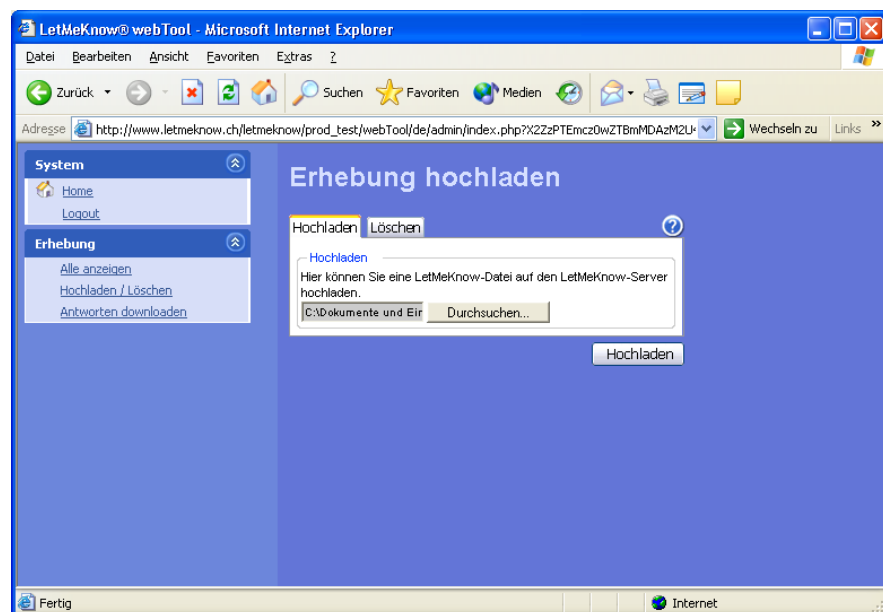 LetMeKnow® webTool - Microsoft Internet Explorer
Datei Bearbeiten Ansicht Favoriten Extras ?
Zurück Suchen Favoriten Medien
Adresse http://www.letmeknow.ch/letmeknow/prod_test/webTool/de/admin/index.php?X2ZzPTEmcz0wZTBmMDAzM2U Wechseln zu Links »
System
Home
Logout
Erhebung
Alle anzeigen
Hochladen / Löschen
Antworten downloaden
Erhebung hochladen
Hochladen Löschen
Hochladen
Hier können Sie eine LetMeKnow-Datei auf den LetMeKnow-Server
hochladen.
C:\Dokumente und Eir Durchsuchen...
Hochladen
Fertig Internet